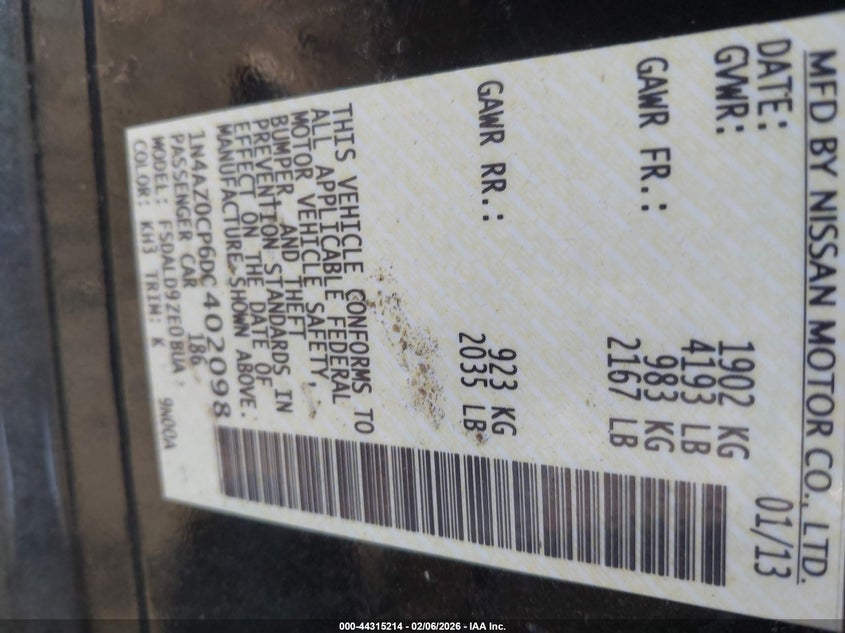 MFD BY NISSAN MOTOR CO., LTD.
DATE: 01/13
GVWR: 1902 KG
4193 LB
GAWR FR.: 983 KG
2167 LB
GAWR RR.: 923 KG
2035 LB
THIS VEHICLE CONFORMS TO
ALL APPLICABLE FEDERAL
MOTOR VEHICLE SAFETY,
BUMPER AND THEFT
PREVENTION STANDARDS IN
EFFECT ON THE DATE OF
MANUFACTURE SHOWN ABOVE.
1N4AZ0CP6DC402098
PASSENGER CAR 186
MODEL: FSDALD9ZE0BUA
COLOR: KH3 TRIM: K 9N00A
000-44315214 - 02/06/2026 - IAA Inc.